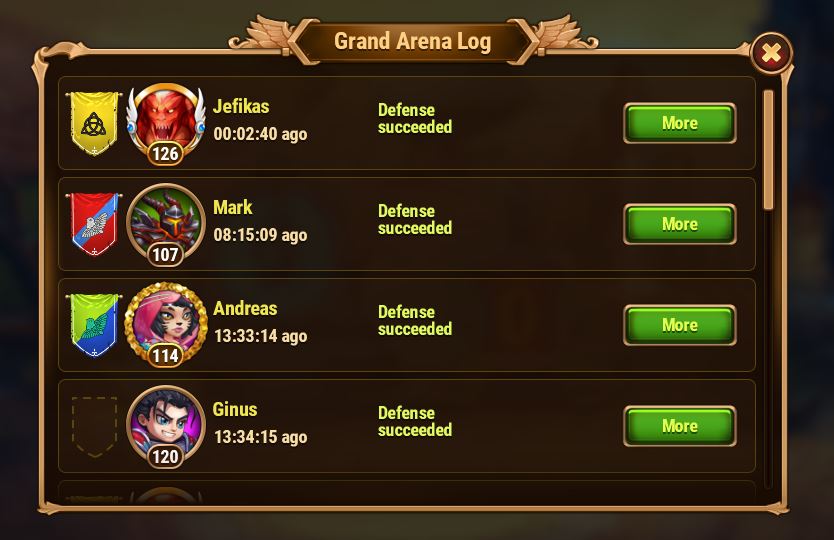 Grand Arena Log
Jefikas
00:02:40 ago
126
Defense
succeeded
More
Mark
08:15:09 ago
107
Defense
succeeded
More
Andreas
13:33:14 ago
114
Defense
succeeded
More
Ginus
13:34:15 ago
120
Defense
succeeded
More